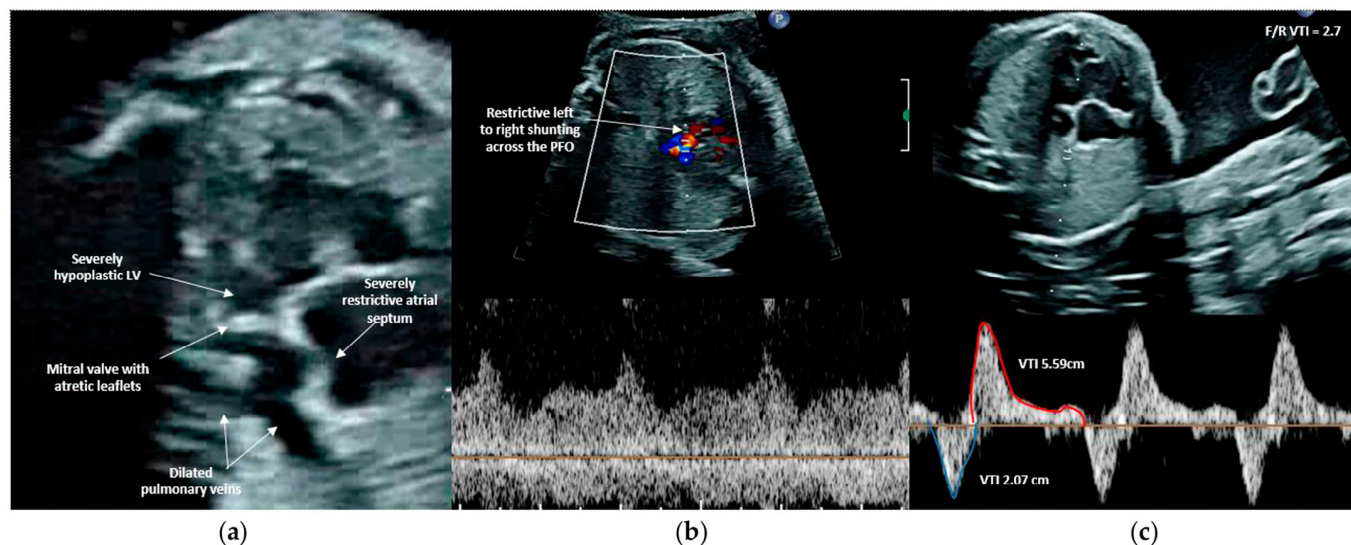 Severely
hypoplastic LV
Severely
restrictive atrial
septum
Mitral valve with
atretic leaflets
Dilated
pulmonary veins
(a)
P
Restrictive left
to right shunting
across the PFO
(b)
F/R VTI = 2.7
VTI 5.59cm
VTI 2.07 cm
(c)